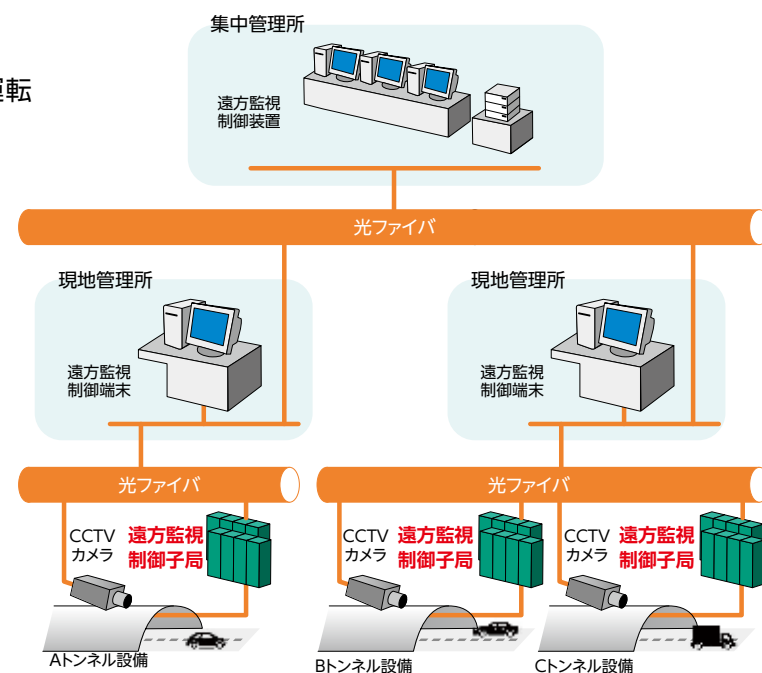 集中管理所
運転
遠方監視
制御装置
光ファイバ
現地管理所
現地管理所
遠方監視
制御端末
遠方監視
制御端末
光ファイバ
光ファイバ
CCTV
カメラ
遠方監視
制御子局
CCTV
カメラ
遠方監視
制御子局
CCTV
カメラ
遠方監視
制御子局
Aトンネル設備
Bトンネル設備
Cトンネル設備